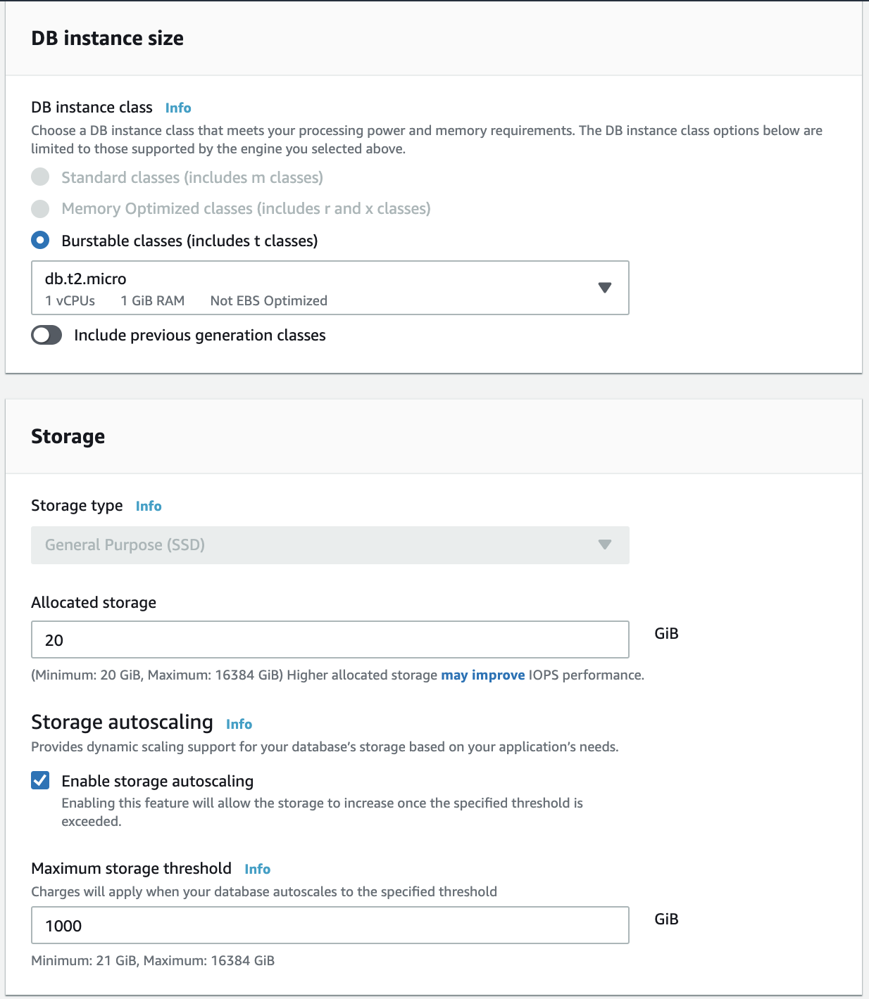 DB instance size
DB instance class Info
Choose a DB instance class that meets your processing power and memory requirements. The DB instance class options below are
limited to those supported by the engine you selected above.
Standard classes (includes m classes)
Memory Optimized classes (includes r and x classes)
Burstable classes (includes t classes)
db.t2.micro
1 vCPUs 1 GiB RAM Not EBS Optimized
Include previous generation classes
Storage
Storage type Info
General Purpose (SSD)
Allocated storage
20 GiB
(Minimum: 20 GiB, Maximum: 16384 GiB) Higher allocated storage may improve IOPS performance.
Storage autoscaling Info
Provides dynamic scaling support for your database's storage based on your application's needs.
Enable storage autoscaling
Enabling this feature will allow the storage to increase once the specified threshold is
exceeded.
Maximum storage threshold Info
Charges will apply when your database autoscales to the specified threshold
1000 GiB
Minimum: 21 GiB, Maximum: 16384 GiB